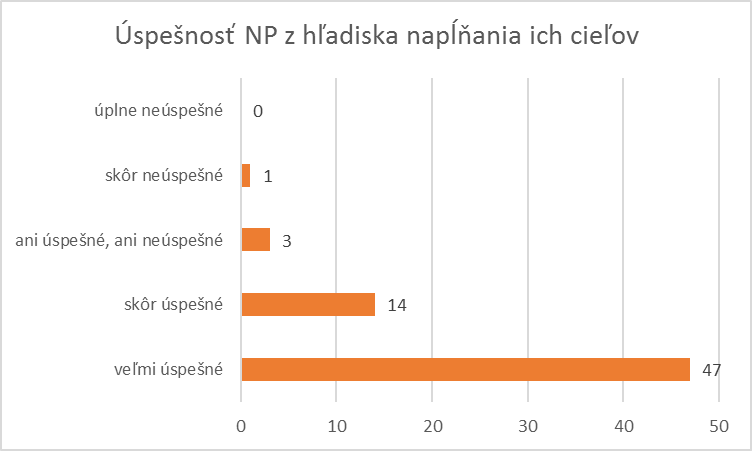 Úspešnosť NP z hľadiska napĺňania ich cieľov
úplne neúspešné 0
skôr neúspešné 1
ani úspešné, ani neúspešné 3
skôr úspešné 14
veľmi úspešné 47
0 10 20 30 40 50